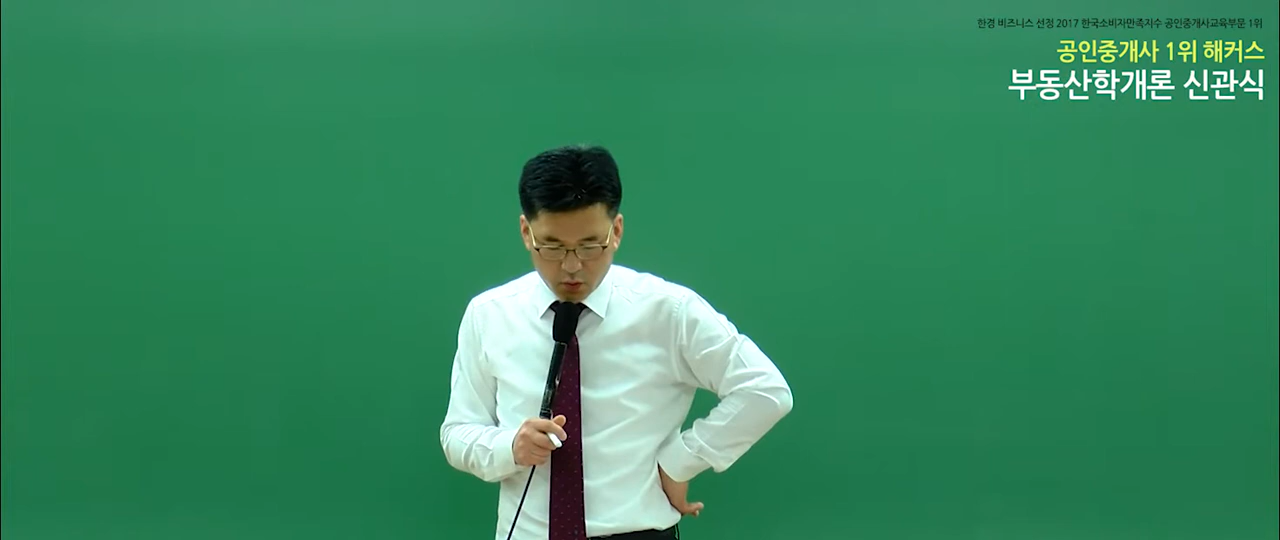 한경 비즈니스 선정 2017 한국소비자만족지수 공인중개사교육부문 1위
공인중개사 1위 해커스
부동산학개론 신관식